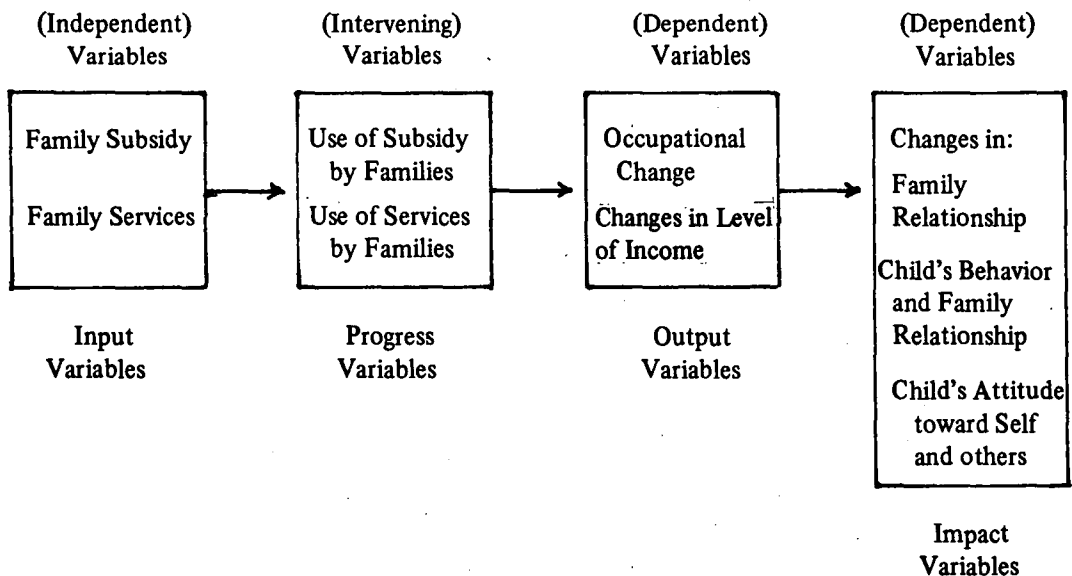 (Independent)
Variables
(Intervening)
Variables
(Dependent)
Variables
(Dependent)
Variables
Family Subsidy
Family Services
Use of Subsidy
by Families
Use of Services
by Families
Occupational
Change
Changes in Level
of Income
Changes in:
Family
Relationship
Child's Behavior
and Family
Relationship
Child's Attitude
toward Self
and others
Input
Variables
Progress
Variables
Output
Variables
Impact
Variables